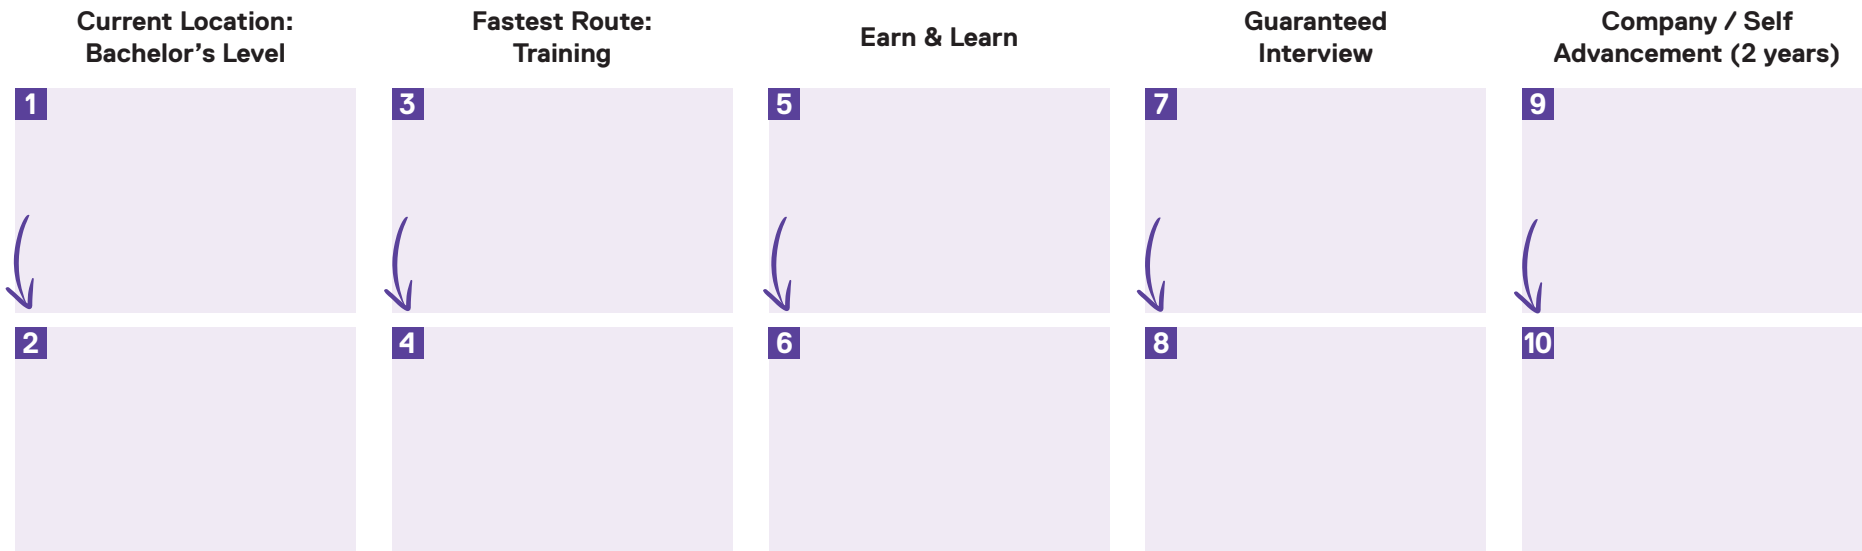 Current Location:
Bachelor’s Level
Fastest Route:
Training
Earn & Learn
Guaranteed
Interview
Company / Self
Advancement (2 years)
1
3
5
7
9
2
4
6
8
10